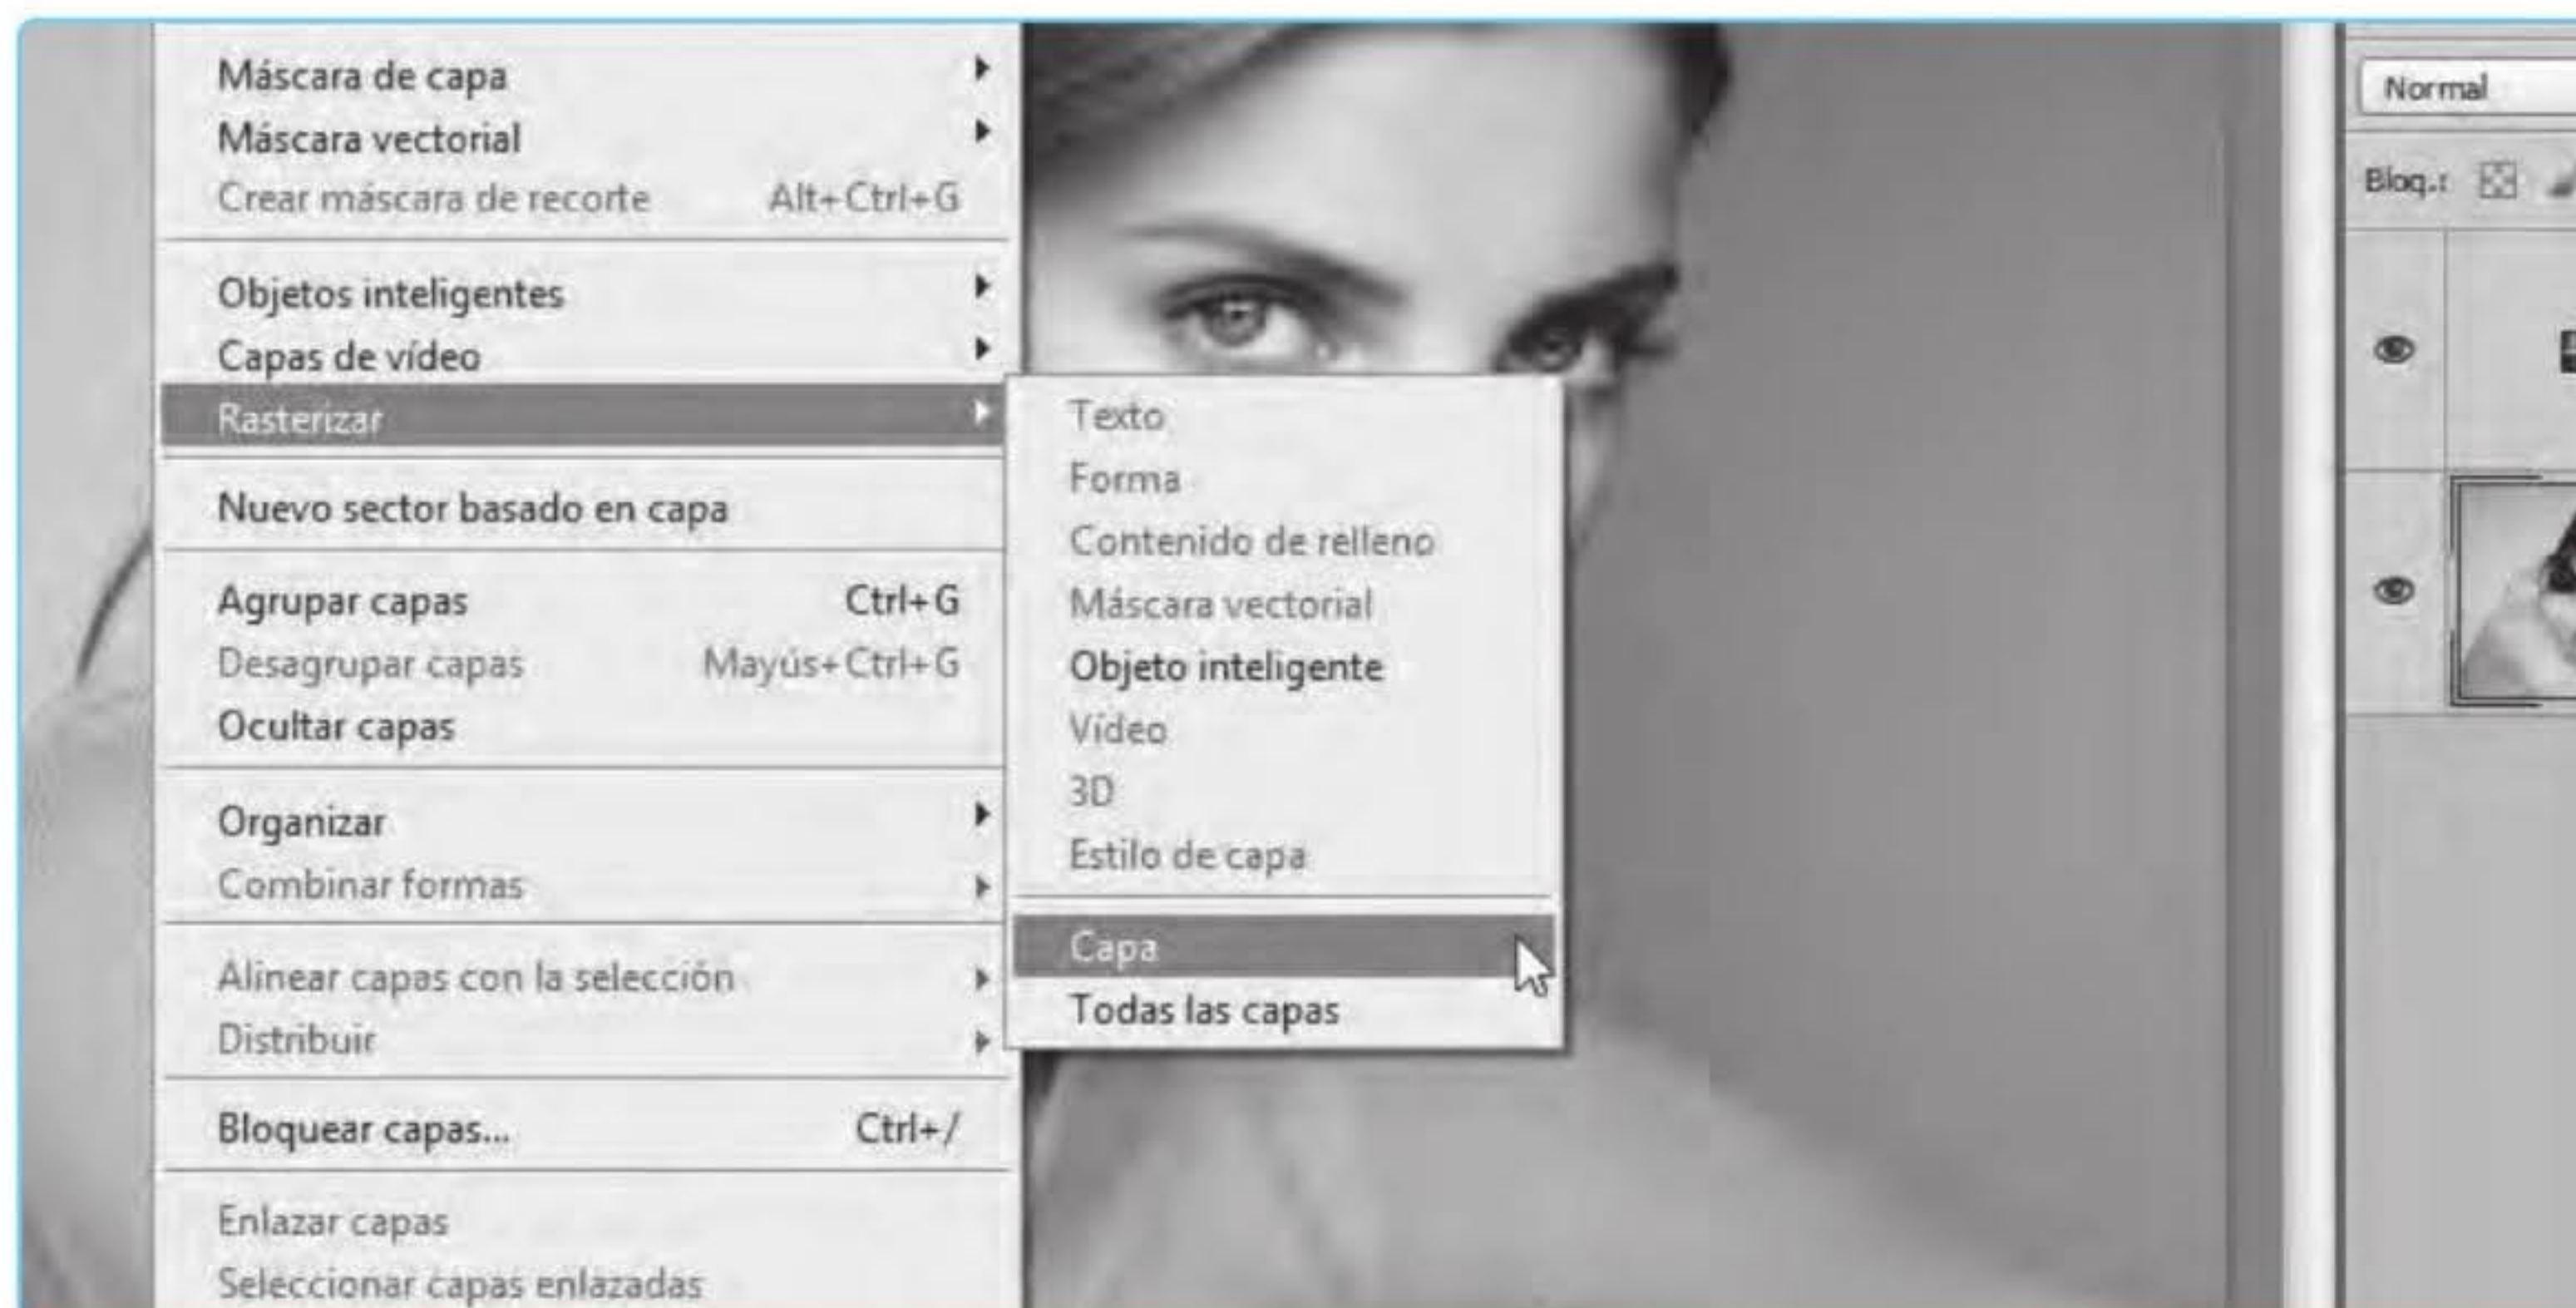 Máscara de capa
Máscara vectorial
Crear máscara de recorte Alt+Ctrl+G
Objetos inteligentes
Capas de vídeo
Rasterizar
Nuevo sector basado en capa
Agrupar capas Ctrl+G
Desagrupar capas Mayús+Ctrl+G
Ocultar capas
Organizar
Combinar formas
Alinear capas con la selección
Distribuir
Bloquear capas... Ctrl+/
Enlazar capas
Seleccionar capas enlazadas
Texto
Forma
Contenido de relleno
Máscara vectorial
Objeto inteligente
Vídeo
3D
Estilo de capa
Capa
Todas las capas
Normal
Bloq.: